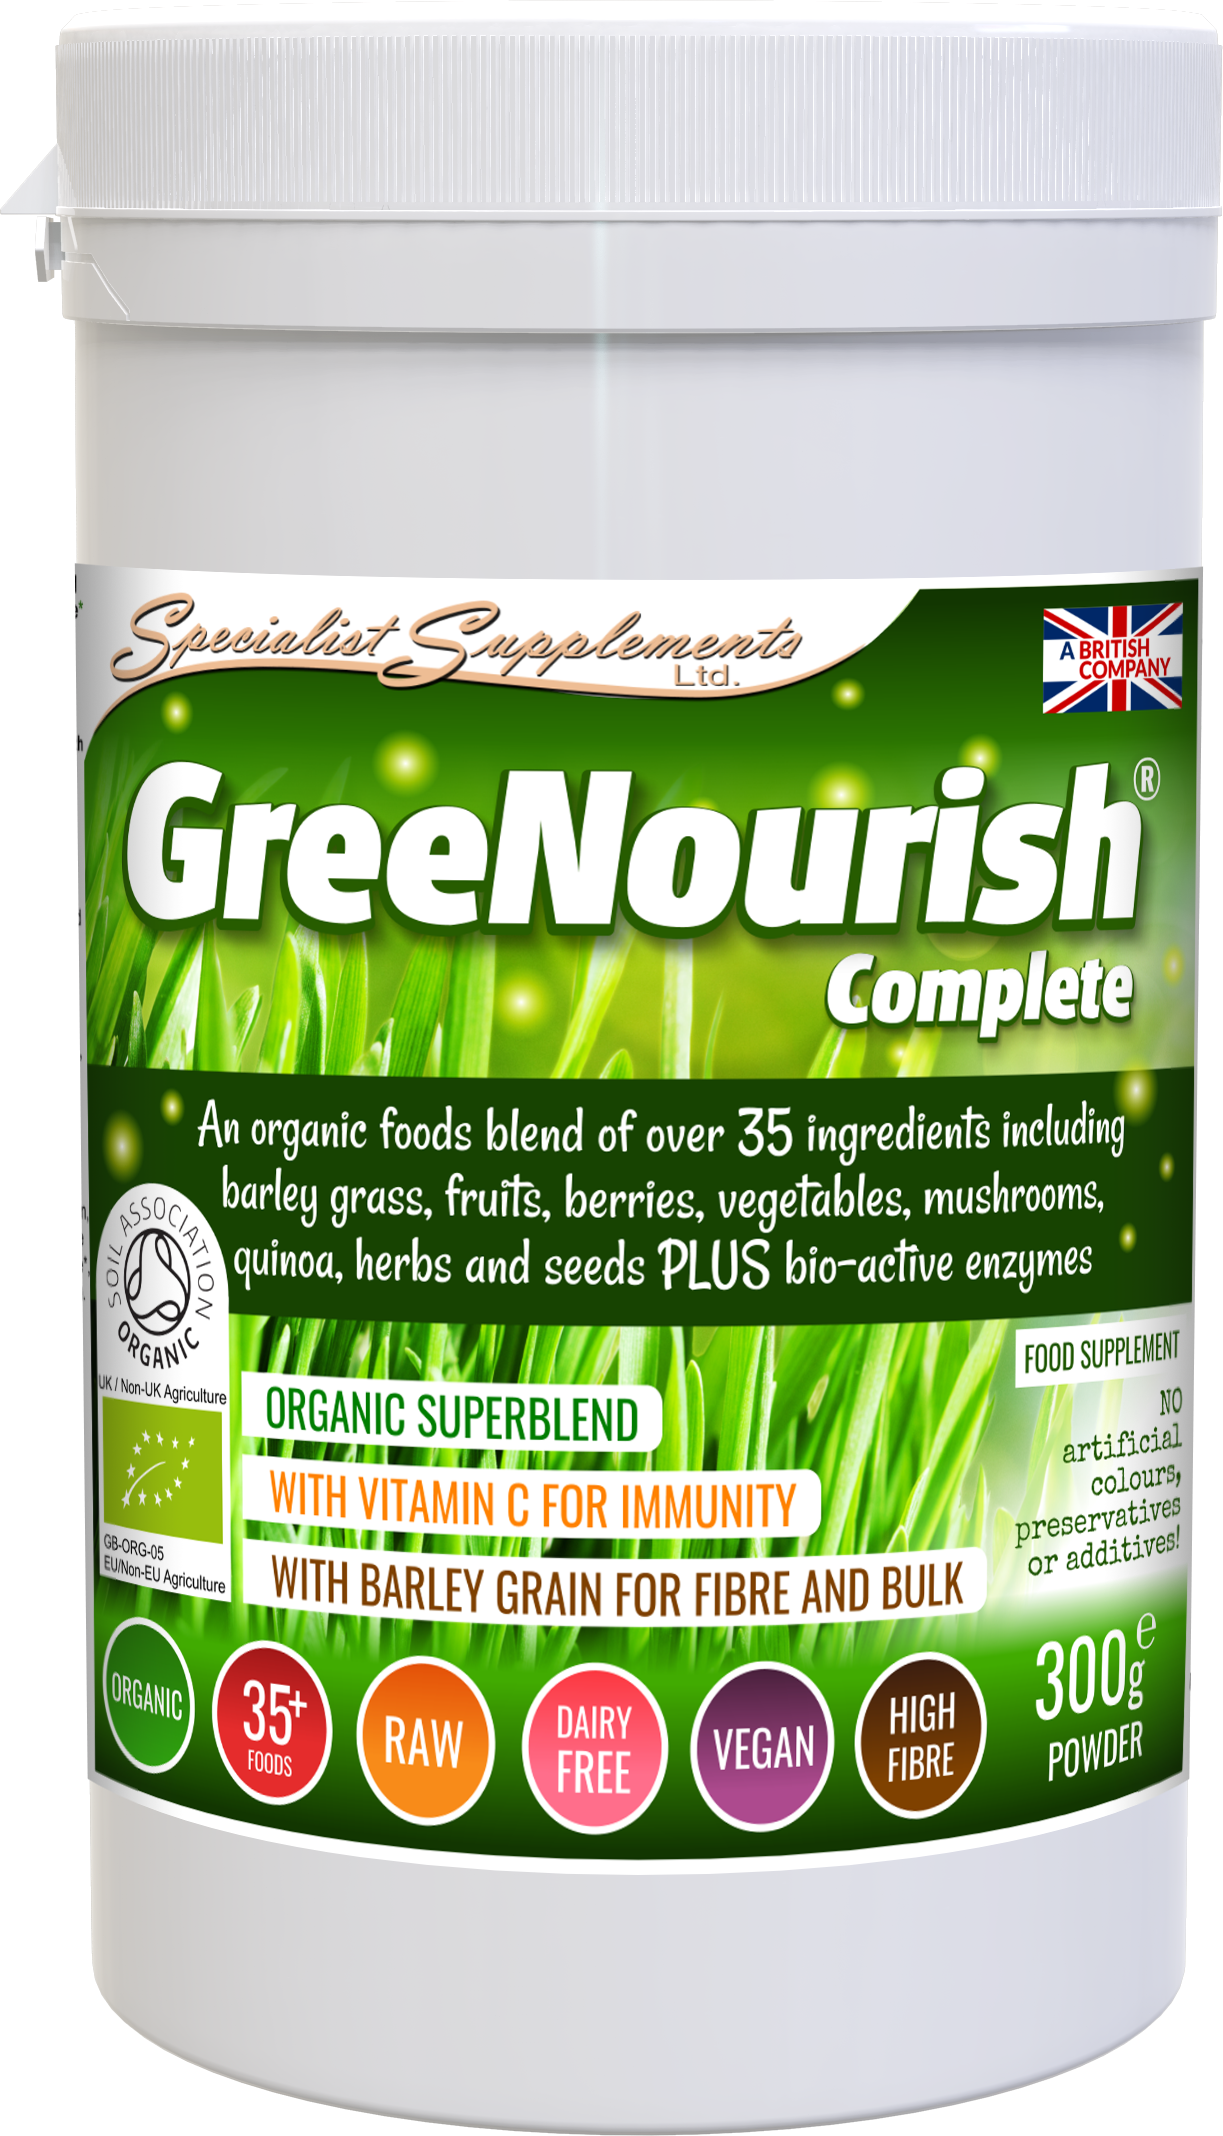 Specialist Supplements
Ltd.
A BRITISH
COMPANY
GreeNourish®
Complete
An organic foods blend of over 35 ingredients including
barley grass, fruits, berries, vegetables, mushrooms,
quinoa, herbs and seeds PLUS bio-active enzymes
SOIL ASSOCIATION
ORGANIC
UK / Non-UK Agriculture
GB-ORG-05
EU/Non-EU Agriculture
ORGANIC SUPERBLEND
WITH VITAMIN C FOR IMMUNITY
WITH BARLEY GRAIN FOR FIBRE AND BULK
FOOD SUPPLEMENT
NO
artificial
colours,
preservatives
or additives!
ORGANIC
35+
FOODS
RAW
DAIRY
FREE
VEGAN
HIGH
FIBRE
300g ℮
POWDER